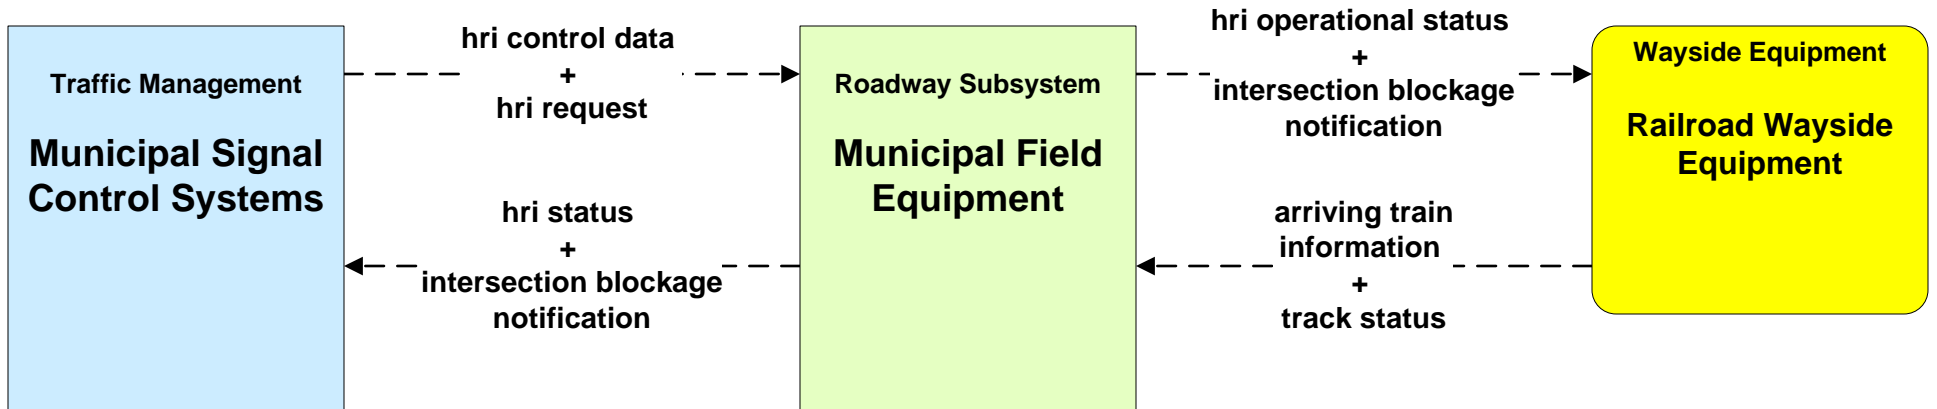 Traffic Management
Municipal Signal
Control Systems
hri control data
+
hri request
hri status
+
intersection blockage
notification
Roadway Subsystem
Municipal Field
Equipment
hri operational status
+
intersection blockage
notification
arriving train
information
+
track status
Wayside Equipment
Railroad Wayside
Equipment